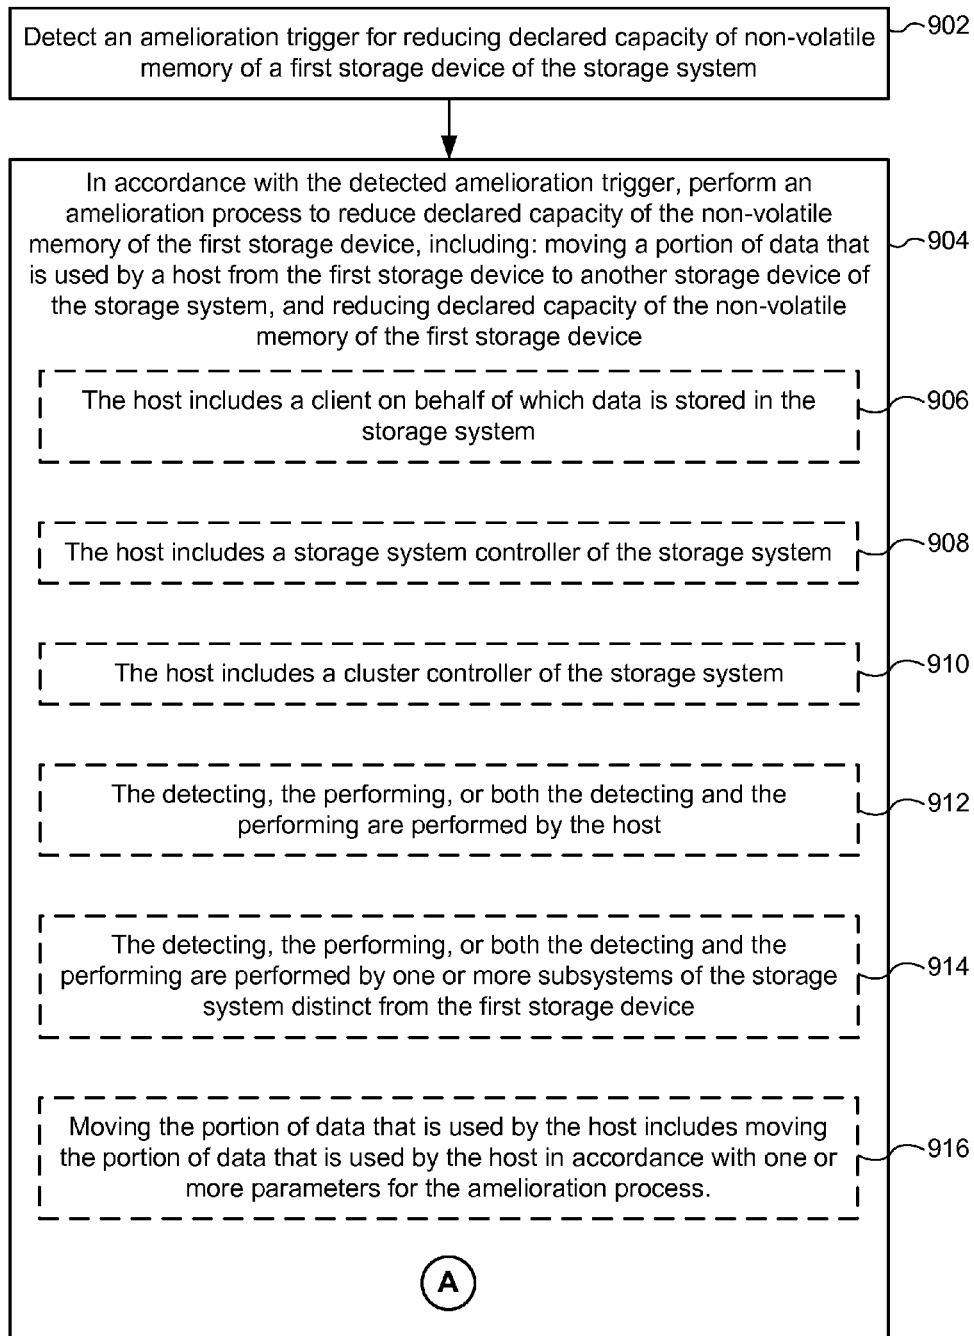 Detect an amelioration trigger for reducing declared capacity of non-volatile
memory of a first storage device of the storage system
902
In accordance with the detected amelioration trigger, perform an
amelioration process to reduce declared capacity of the non-volatile
memory of the first storage device, including: moving a portion of data that
is used by a host from the first storage device to another storage device of
the storage system, and reducing declared capacity of the non-volatile
memory of the first storage device
904
The host includes a client on behalf of which data is stored in the
storage system
906
The host includes a storage system controller of the storage system
908
The host includes a cluster controller of the storage system
910
The detecting, the performing, or both the detecting and the
performing are performed by the host
912
The detecting, the performing, or both the detecting and the
performing are performed by one or more subsystems of the storage
system distinct from the first storage device
914
Moving the portion of data that is used by the host includes moving
the portion of data that is used by the host in accordance with one or
more parameters for the amelioration process.
916
A